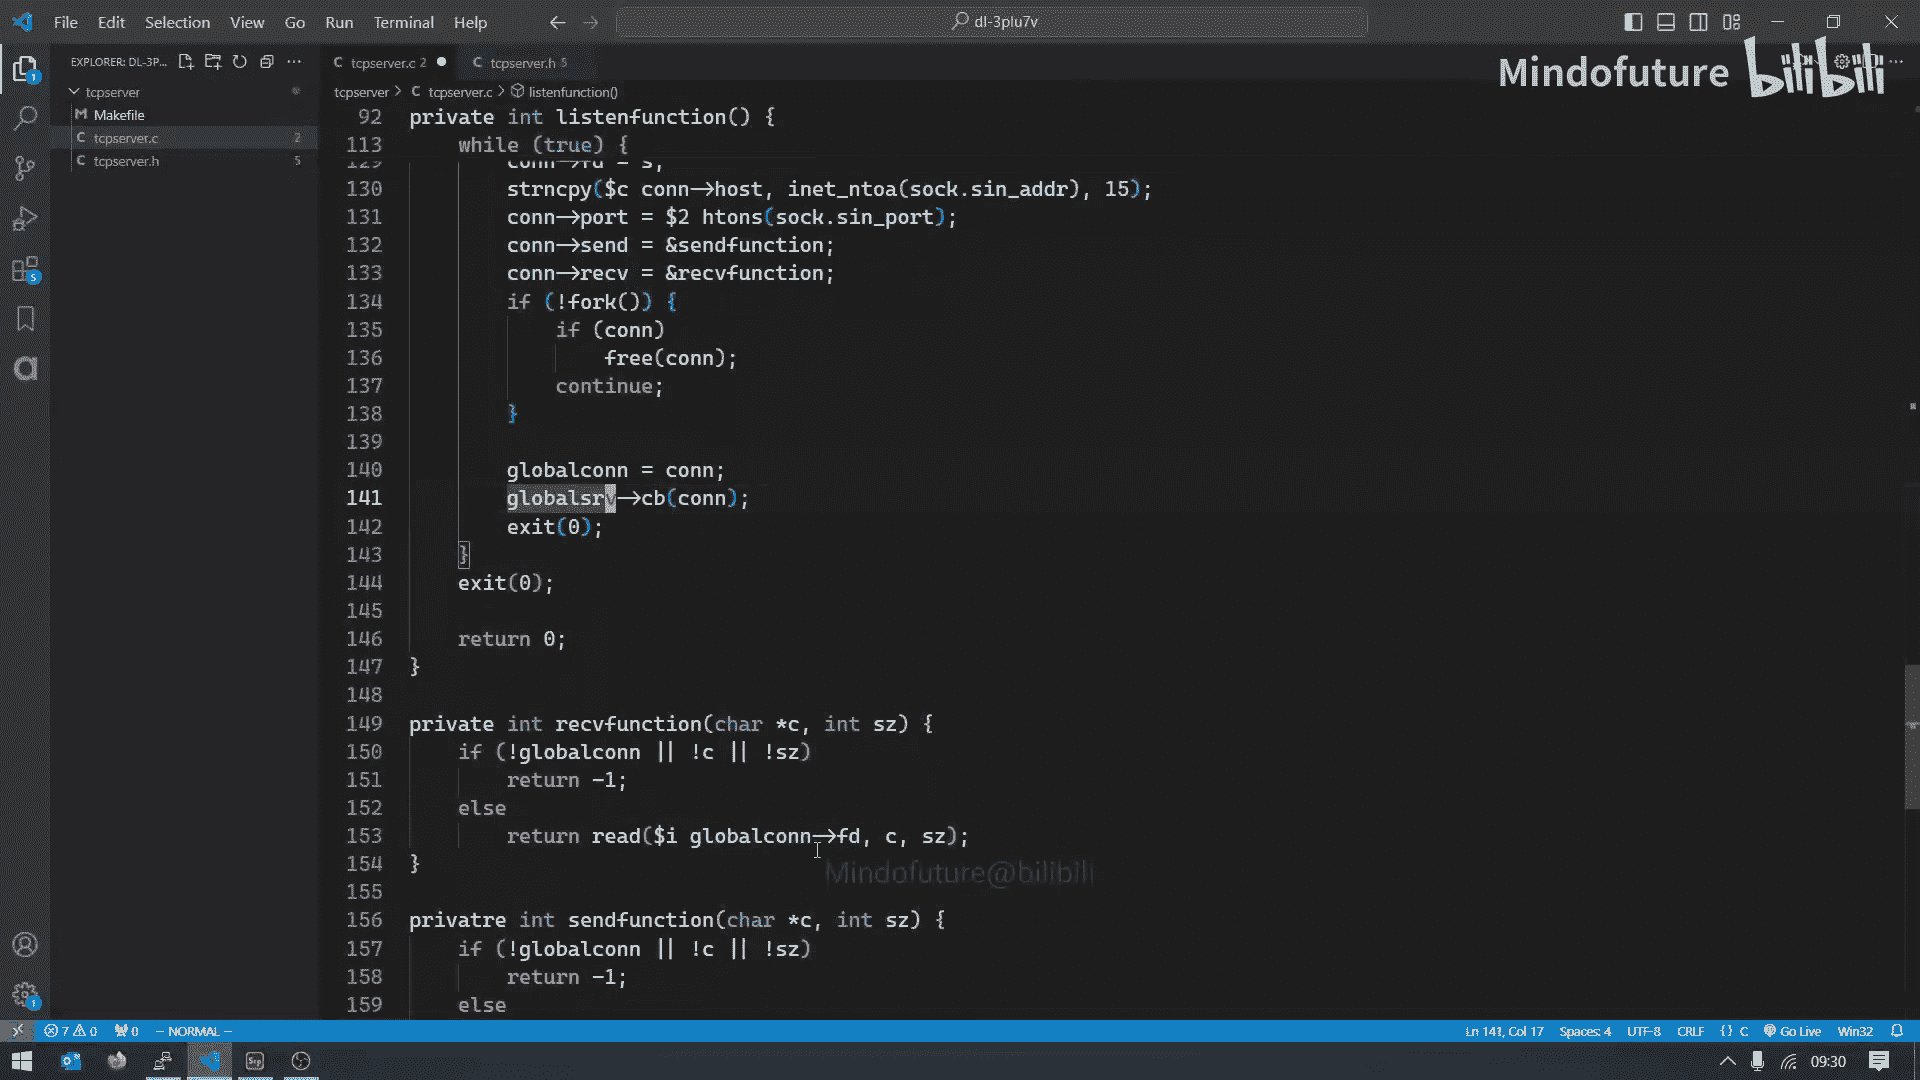 File Edit Selection View Go Run Terminal Help
dl-3plu7v
EXPLORER: DL-3P...
C tcpserver.c 2
C tcpserver.h 5
Mindofuture bilibili
tcpserver
M Makefile
C tcpserver.c 2
C tcpserver.h 5
tcpserver > C tcpserver.c > listenfunction()
92 private int listenfunction() {
113 while (true) {
129 conn→fd = s;
130 strncpy($c conn→host, inet_ntoa(sock.sin_addr), 15);
131 conn→port = $2 htons(sock.sin_port);
132 conn→send = &sendfunction;
133 conn→recv = &recvfunction;
134 if (!fork()) {
135 if (conn)
136 free(conn);
137 continue;
138 }
139
140 globalconn = conn;
141 globalsrv→cb(conn);
142 exit(0);
143 }
144 exit(0);
145
146 return 0;
147 }
148
149 private int recvfunction(char *c, int sz) {
150 if (!globalconn || !c || !sz)
151 return -1;
152 else
153 return read($i globalconn→fd, c, sz);
154 }
Mindofuture@bilibili
155
156 privatre int sendfunction(char *c, int sz) {
157 if (!globalconn || !c || !sz)
158 return -1;
159 else
7 0 0 -- NORMAL --
Ln 141, Col 17 Spaces: 4 UTF-8 CRLF {} C Go Live Win32
09:30